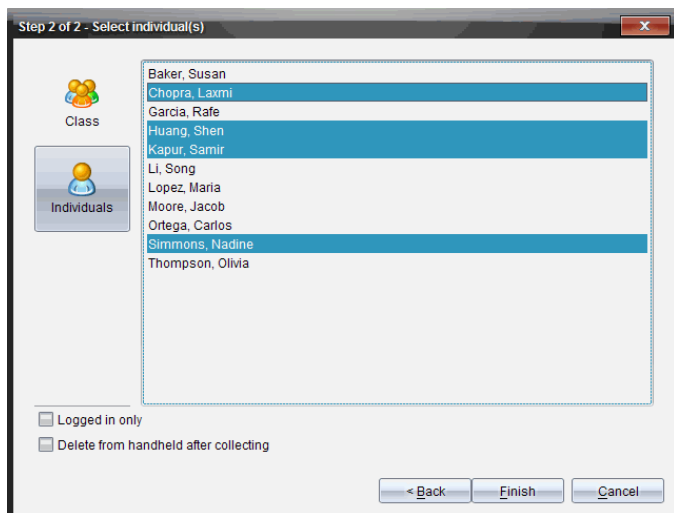 Step 2 of 2 - Select individual(s)
Class
Individuals
Baker, Susan
Chopra, Laxmi
Garcia, Rafe
Huang, Shen
Kapur, Samir
Li, Song
Lopez, Maria
Moore, Jacob
Ortega, Carlos
Simmons, Nadine
Thompson, Olivia
Logged in only
Delete from handheld after collecting
< Back
Finish
Cancel